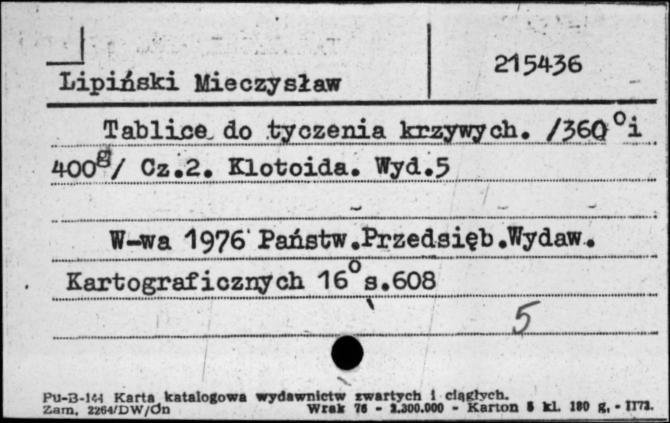 215436
Lipiński Mieczysław
Tablice do tyczenia krzywych. /360° i
400g/ Cz.2. Klotoida. Wyd.5
W-wa 1976 Państw.Przedsięb.Wydaw.
Kartograficznych 16° s.608
5
Pu-B-144 Karta katalogowa wydawnictw zwartych i ciągłych.
Zam. 2264/DW/Dn Wrak 76 - 2.300.000 - Karton 5 kl. 180 g. -